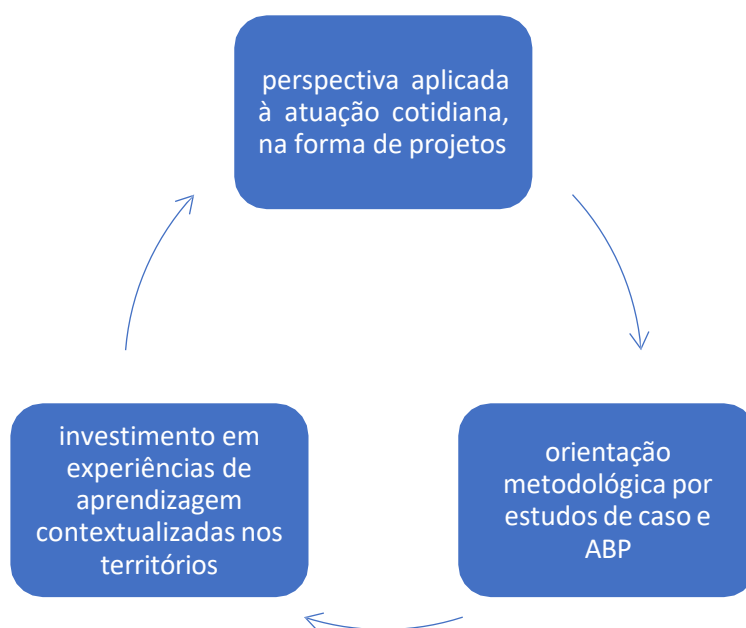 perspectiva aplicada
à atuação cotidiana,
na forma de projetos
investimento em
experiências de
aprendizagem
contextualizadas nos
territórios
orientação
metodológica por
estudos de caso e
ABP